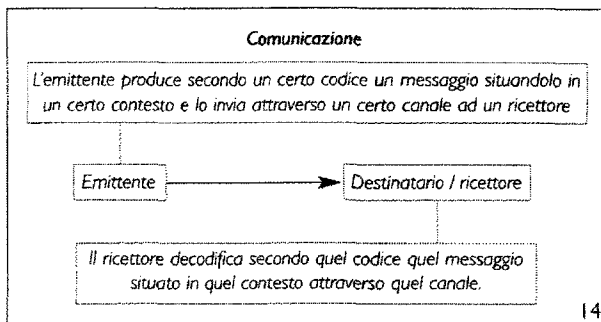 Comunicazione
L'emittente produce secondo un certo codice un messaggio situandolo in
un certo contesto e lo invia attraverso un certo canale ad un ricettore
Emittente
Destinatario / ricettore
Il ricettore decodifica secondo quel codice quel messaggio
situato in quel contesto attraverso quel canale.
14